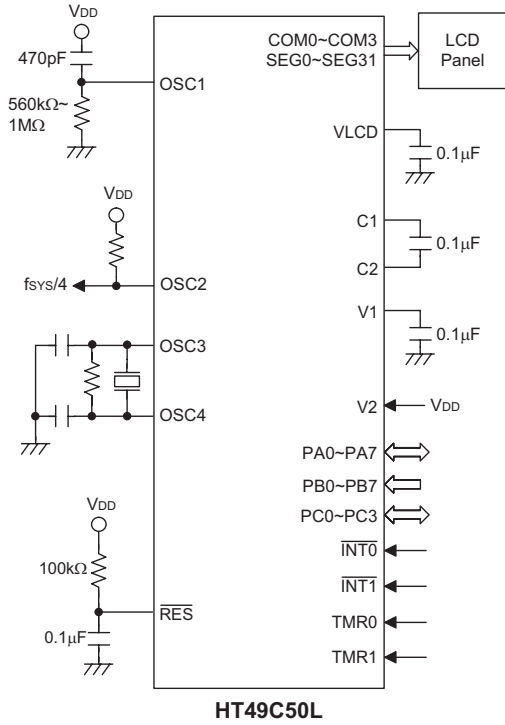 VDD
470pF
OSC1
560kΩ~
1MΩ
VDD
fSYS/4
OSC2
OSC3
OSC4
VDD
100kΩ
RES
0.1μF
COM0~COM3
SEG0~SEG31
LCD
Panel
VLCD
0.1μF
C1
0.1μF
C2
V1
0.1μF
V2
VDD
PA0~PA7
PB0~PB7
PC0~PC3
INT0
INT1
TMR0
TMR1
HT49C50L